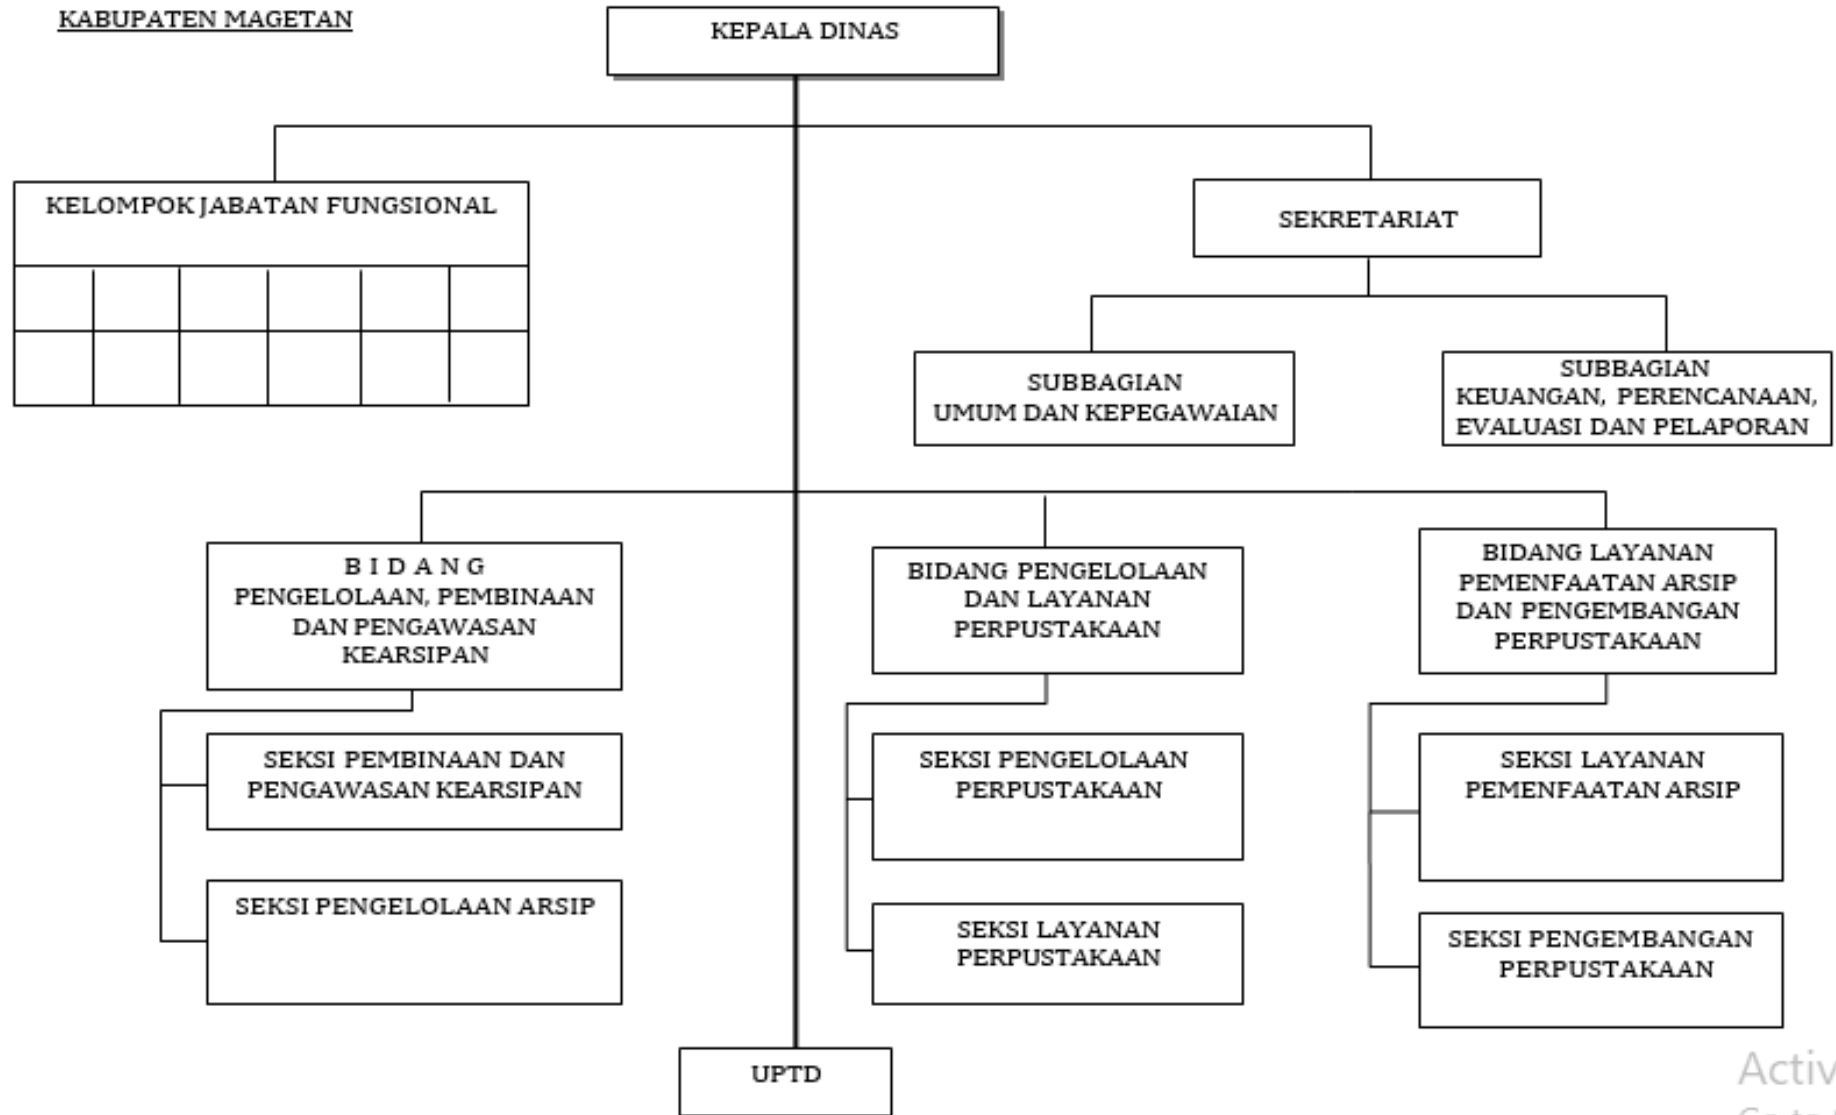 KABUPATEN MAGETAN
KEPALA DINAS
KELOMPOK JABATAN FUNGSIONAL
SEKRETARIAT
SUBBAGIAN
UMUM DAN KEPEGAWAIAN
SUBBAGIAN
KEUANGAN, PERENCANAAN,
EVALUASI DAN PELAPORAN
B I D A N G
PENGELOLAAN, PEMBINAAN
DAN PENGAWASAN
KEARSIPAN
BIDANG PENGELOLAAN
DAN LAYANAN
PERPUSTAKAAN
BIDANG LAYANAN
PEMENFAATAN ARSIP
DAN PENGEMBANGAN
PERPUSTAKAAN
SEKSI PEMBINAAN DAN
PENGAWASAN KEARSIPAN
SEKSI PENGELOLAAN
PERPUSTAKAAN
SEKSI LAYANAN
PEMENFAATAN ARSIP
SEKSI PENGELOLAAN ARSIP
SEKSI LAYANAN
PERPUSTAKAAN
SEKSI PENGEMBANGAN
PERPUSTAKAAN
UPTD
Activ